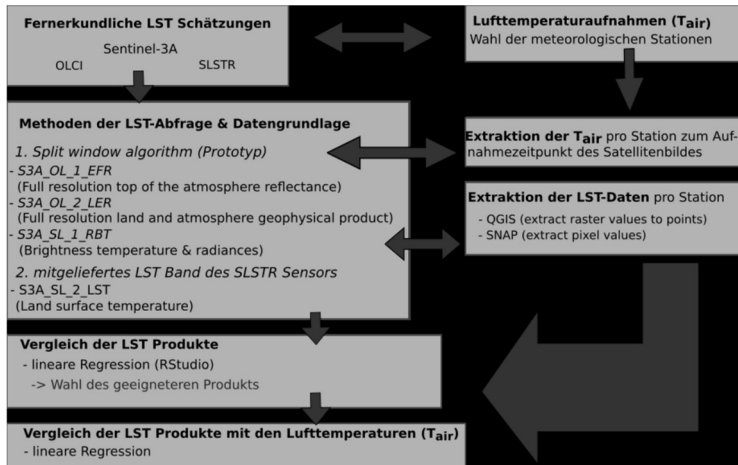 Fernerkundliche LST Schätzungen
Sentinel-3A
OLCI SLSTR
Lufttemperaturaufnahmen (Tair)
Wahl der meteorologischen Stationen
Methoden der LST-Abfrage & Datengrundlage
1. Split window algorithm (Prototyp)
- S3A_OL_1_EFR
(Full resolution top of the atmosphere reflectance)
- S3A_OL_2_LER
(Full resolution land and atmosphere geophysical product)
- S3A_SL_1_RBT
(Brightness temperature & radiances)
2. mitgeliefertes LST Band des SLSTR Sensors
- S3A_SL_2_LST
(Land surface temperature)
Extraktion der Tair pro Station zum Auf-
nahmezeitpunkt des Satellitenbildes
Extraktion der LST-Daten pro Station
- QGIS (extract raster values to points)
- SNAP (extract pixel values)
Vergleich der LST Produkte
- lineare Regression (RStudio)
-> Wahl des geeigneteren Produkts
Vergleich der LST Produkte mit den Lufttemperaturen (Tair)
- lineare Regression